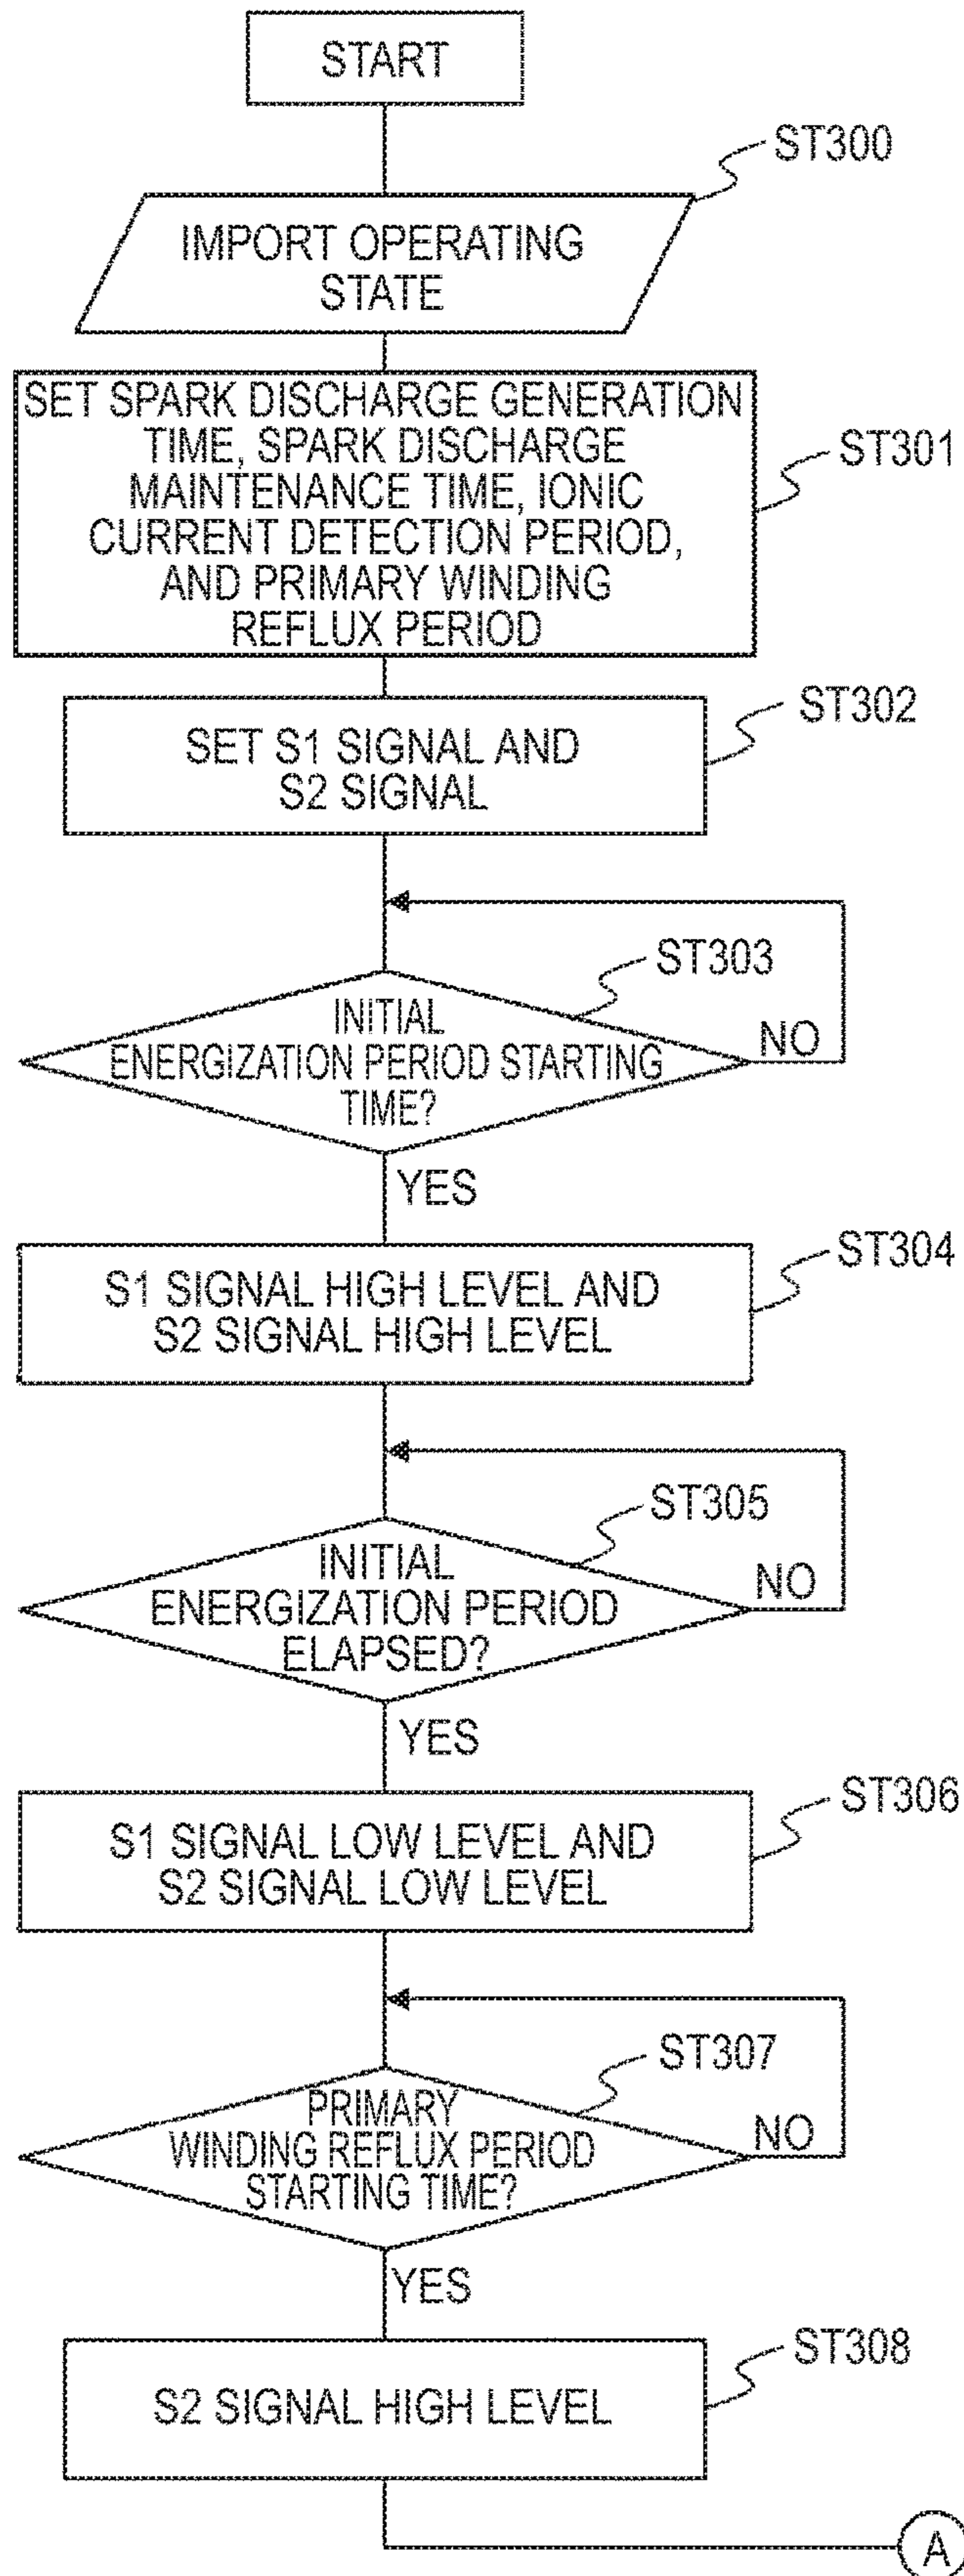 START
ST300
IMPORT OPERATING
STATE
SET SPARK DISCHARGE GENERATION
TIME, SPARK DISCHARGE
MAINTENANCE TIME, IONIC
CURRENT DETECTION PERIOD,
AND PRIMARY WINDING
REFLUX PERIOD
ST301
SET S1 SIGNAL AND
S2 SIGNAL
ST302
ST303
INITIAL
ENERGIZATION PERIOD STARTING
TIME?
NO
YES
S1 SIGNAL HIGH LEVEL AND
S2 SIGNAL HIGH LEVEL
ST304
ST305
INITIAL
ENERGIZATION PERIOD
ELAPSED?
NO
YES
S1 SIGNAL LOW LEVEL AND
S2 SIGNAL LOW LEVEL
ST306
ST307
PRIMARY
WINDING REFLUX PERIOD
STARTING TIME?
NO
YES
S2 SIGNAL HIGH LEVEL
ST308
A